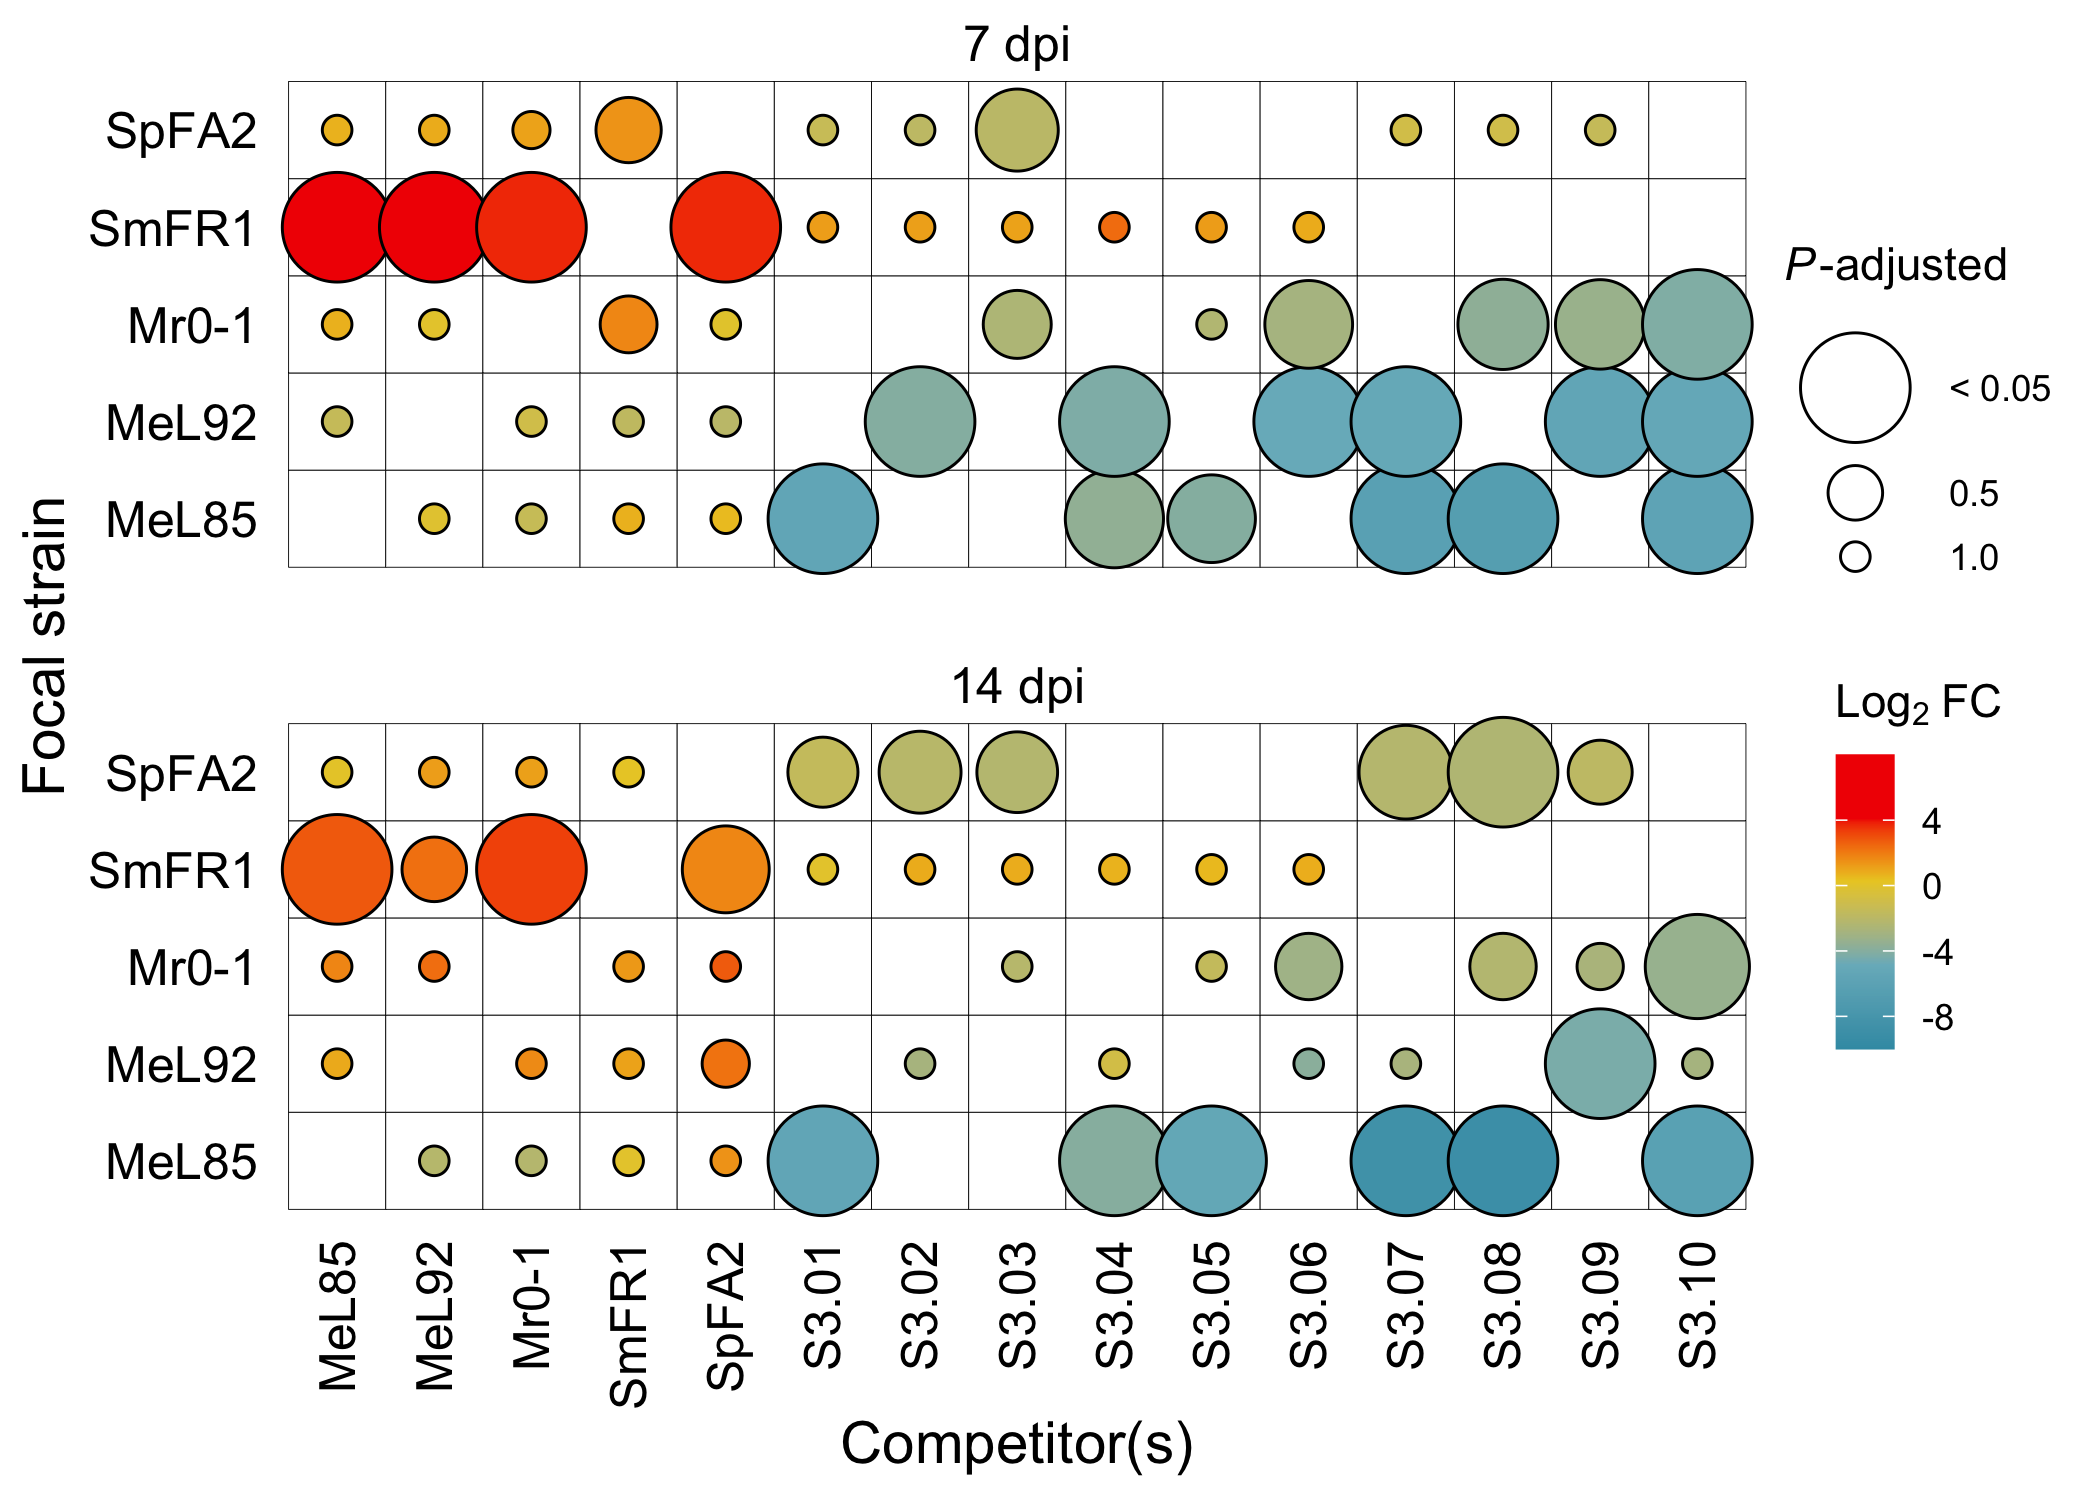 7 dpi
SpFA2
SmFR1
Mr0-1
MeL92
MeL85
P-adjusted
< 0.05
0.5
1.0
Focal strain
14 dpi
SpFA2
SmFR1
Mr0-1
MeL92
MeL85
Log₂ FC
4
0
-4
-8
MeL85
MeL92
Mr0-1
SmFR1
SpFA2
S3.01
S3.02
S3.03
S3.04
S3.05
S3.06
S3.07
S3.08
S3.09
S3.10
Competitor(s)